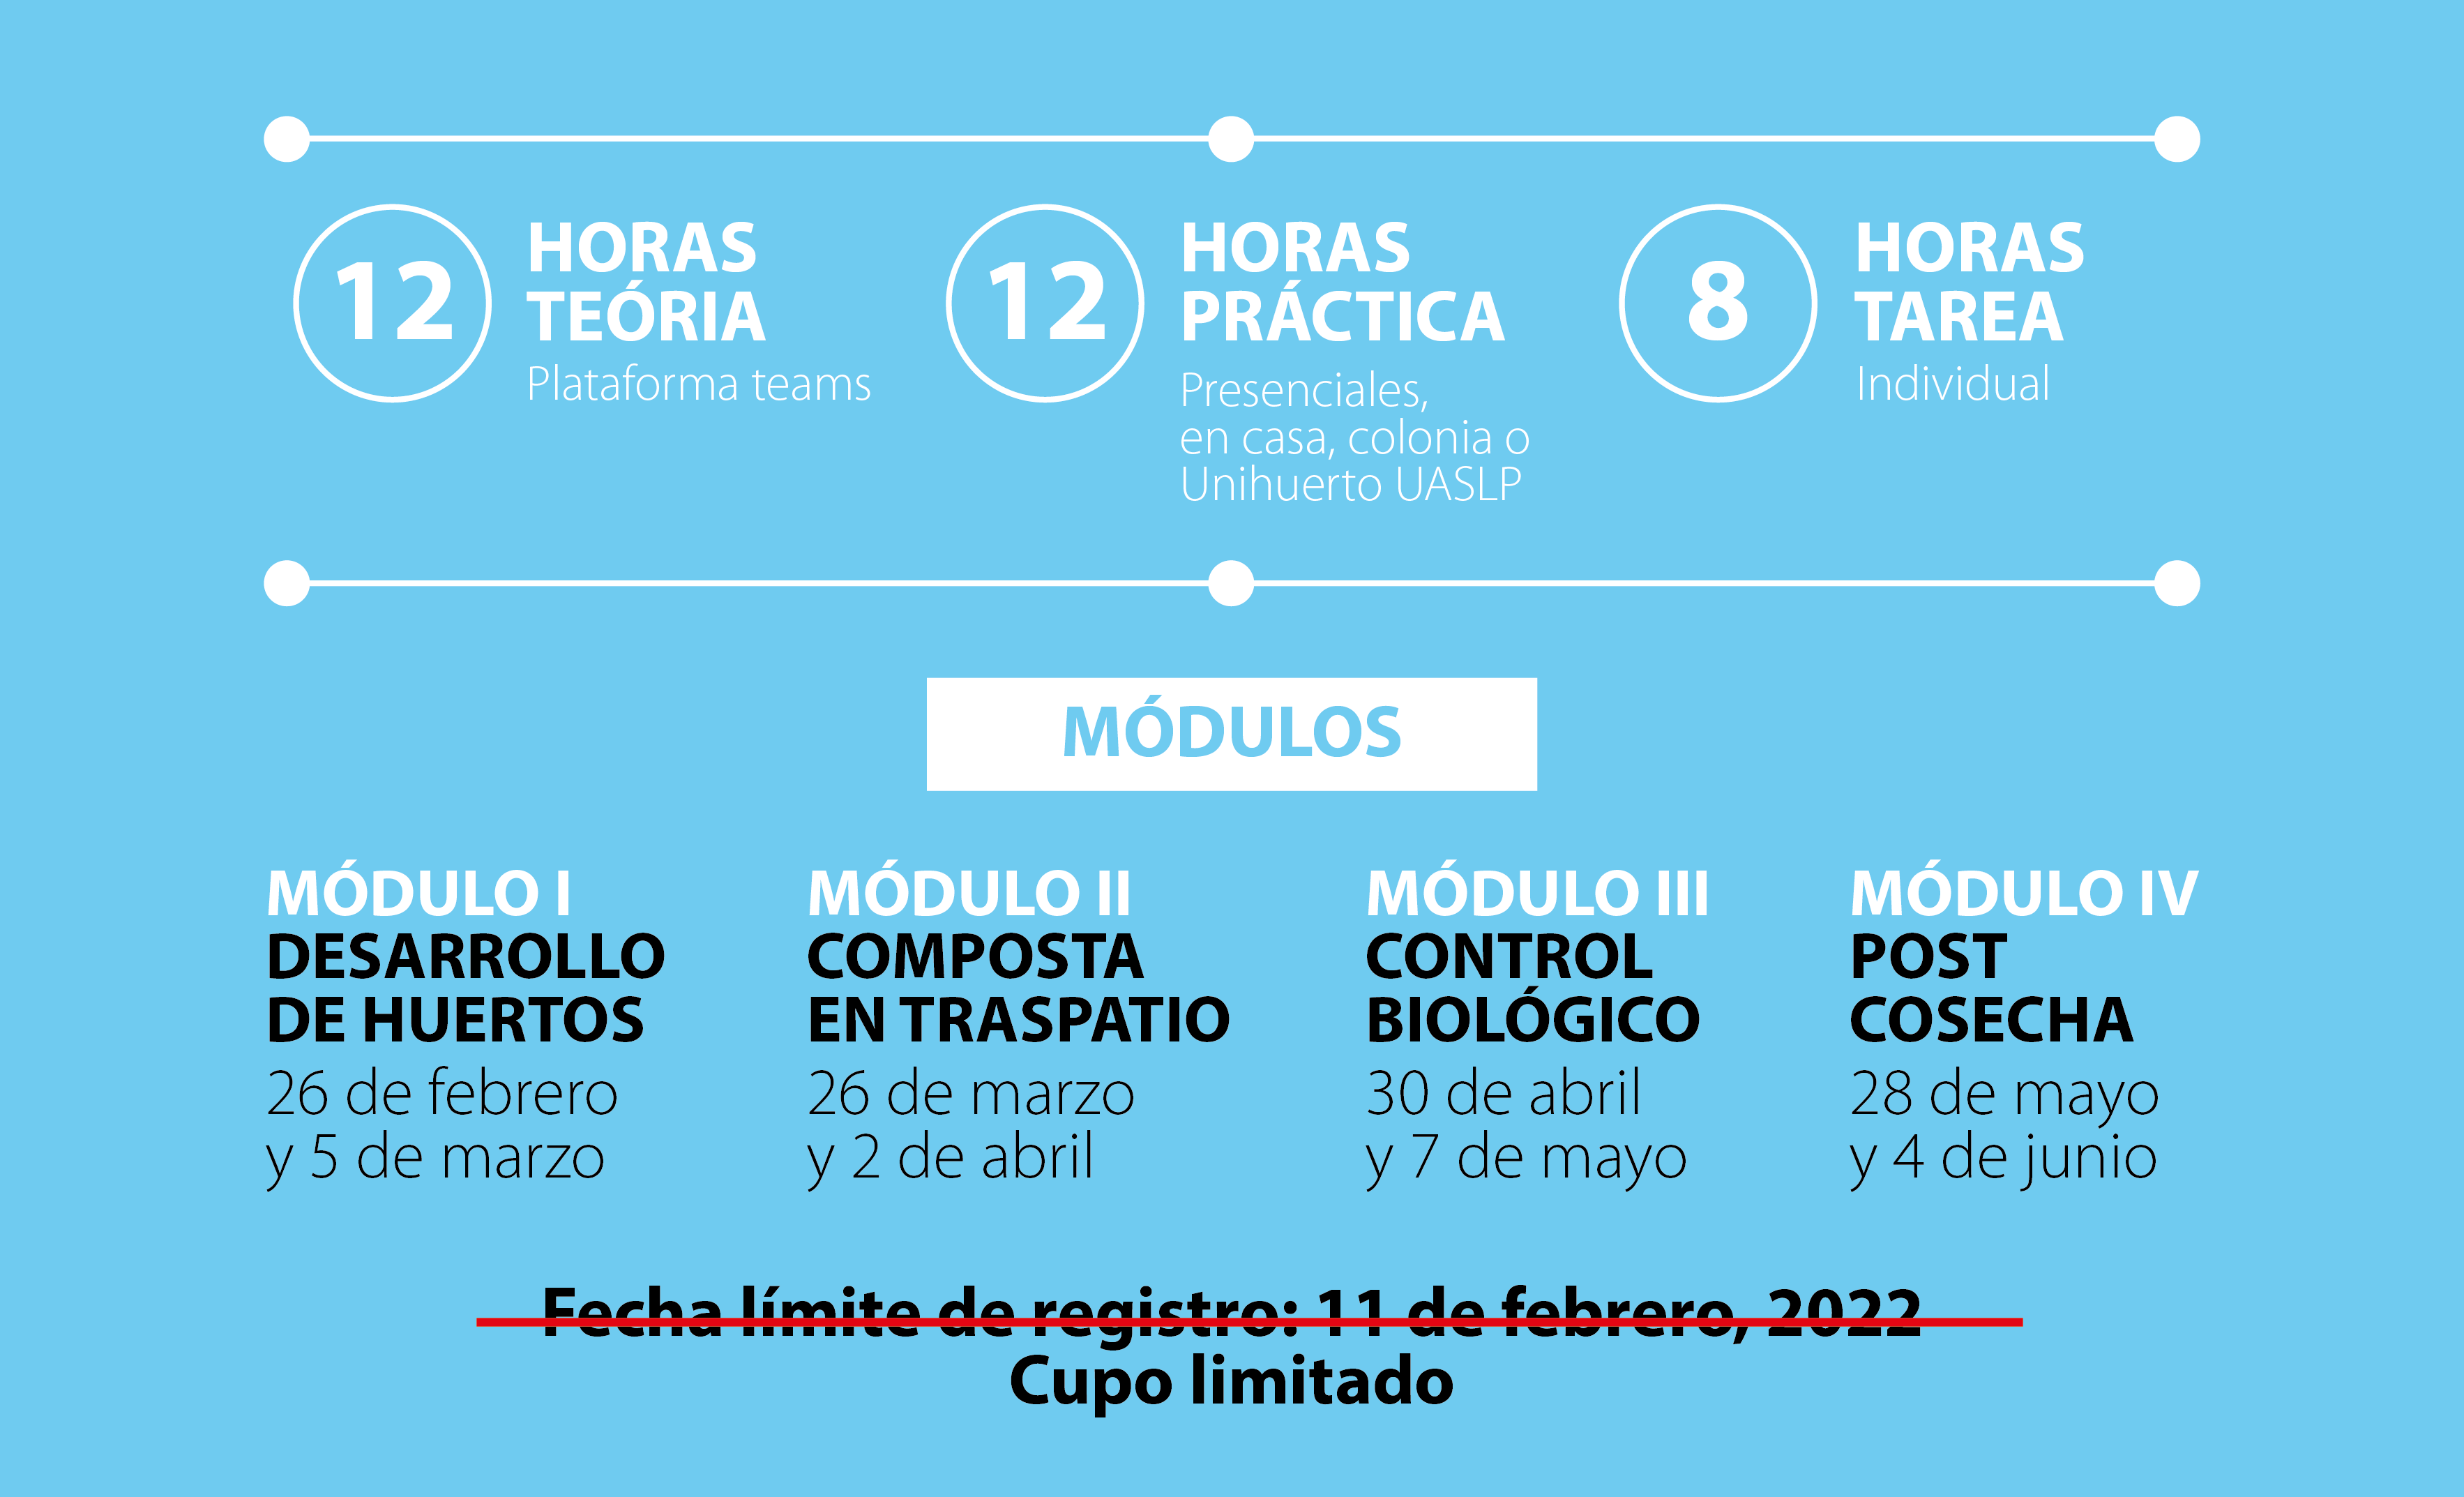 12
HORAS
TEÓRIA
Plataforma teams
12
HORAS
PRÁCTICA
Presenciales,
en casa, colonia o
Unihuerto UASLP
8
HORAS
TAREA
Individual
MÓDULOS
MÓDULO I
DESARROLLO
DE HUERTOS
26 de febrero
y 5 de marzo
MÓDULO II
COMPOSTA
EN TRASPATIO
26 de marzo
y 2 de abril
MÓDULO III
CONTROL
BIOLÓGICO
30 de abril
y 7 de mayo
MÓDULO IV
POST
COSECHA
28 de mayo
y 4 de junio
Fecha límite de registro: 11 de febrero, 2022
Cupo limitado